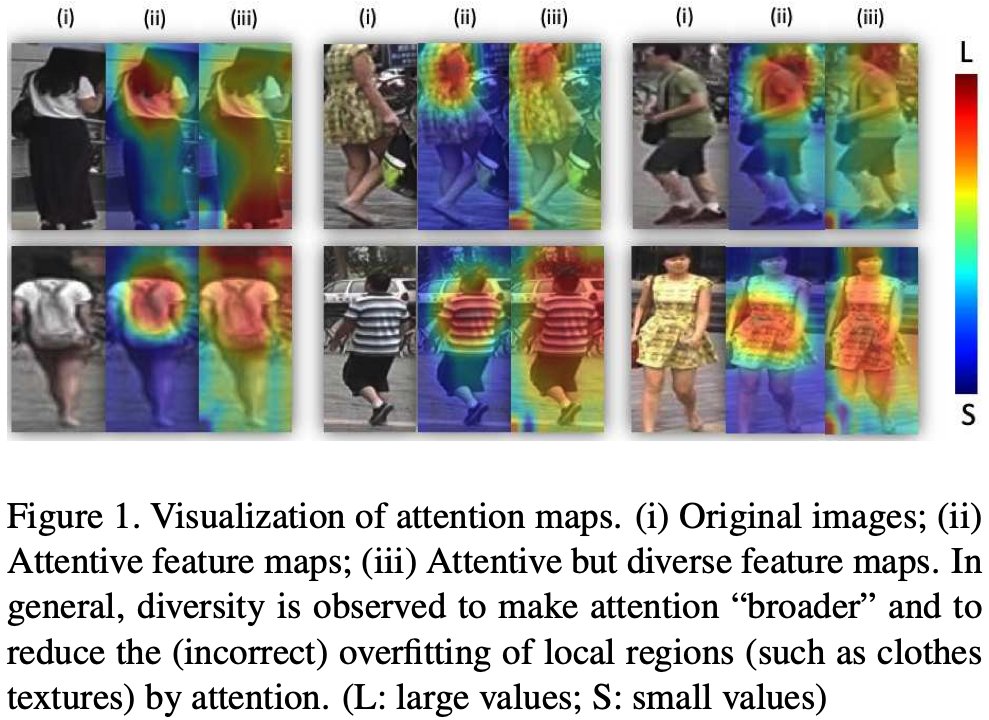 (i) (ii) (iii) (i) (ii) (iii) (i) (ii) (iii)
L
S
Figure 1. Visualization of attention maps. (i) Original images; (ii)
Attentive feature maps; (iii) Attentive but diverse feature maps. In
general, diversity is observed to make attention “broader” and to
reduce the (incorrect) overfitting of local regions (such as clothes
textures) by attention. (L: large values; S: small values)